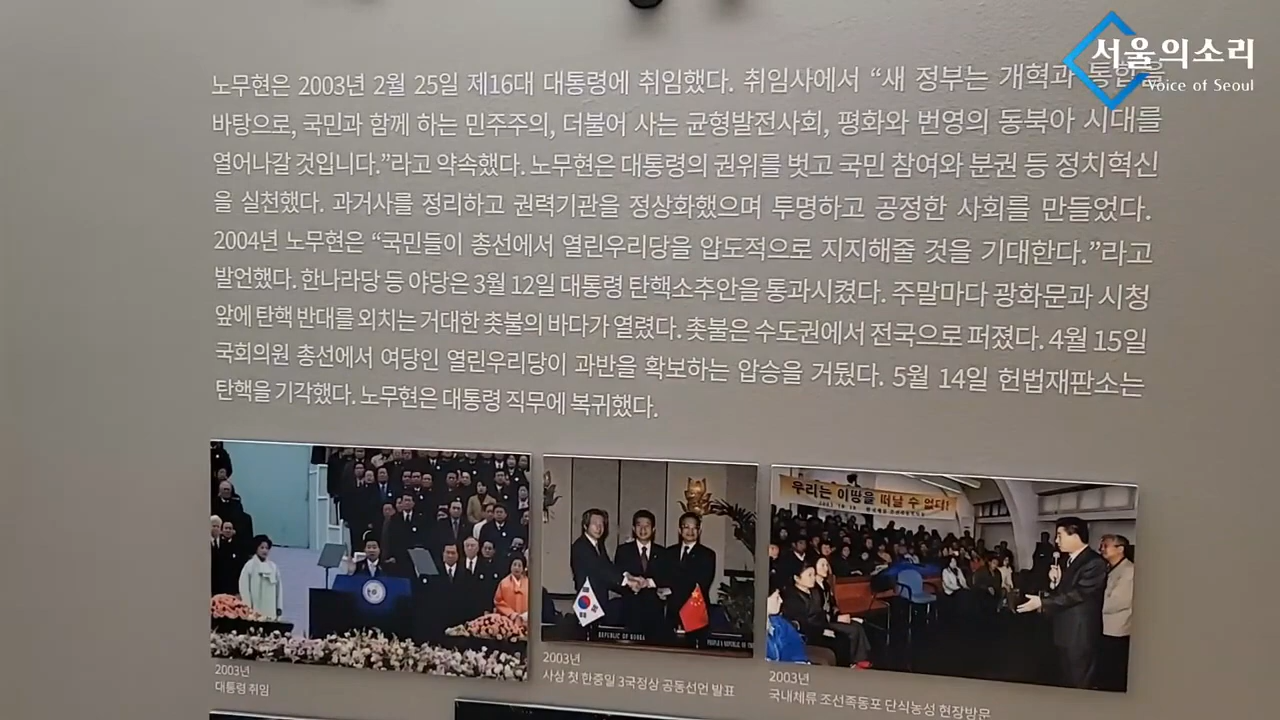 서울의소리
Voice of Seoul
노무현은 2003년 2월 25일 제16대 대통령에 취임했다. 취임사에서 “새 정부는 개혁과 통합을
바탕으로, 국민과 함께 하는 민주주의, 더불어 사는 균형발전사회, 평화와 번영의 동북아 시대를
열어나갈 것입니다.”라고 약속했다. 노무현은 대통령의 권위를 벗고 국민 참여와 분권 등 정치혁신
을 실천했다. 과거사를 정리하고 권력기관을 정상화했으며 투명하고 공정한 사회를 만들었다.
2004년 노무현은 “국민들이 총선에서 열린우리당을 압도적으로 지지해줄 것을 기대한다.”라고
발언했다. 한나라당 등 야당은 3월 12일 대통령 탄핵소추안을 통과시켰다. 주말마다 광화문과 시청
앞에 탄핵 반대를 외치는 거대한 촛불의 바다가 열렸다. 촛불은 수도권에서 전국으로 퍼졌다. 4월 15일
국회의원 총선에서 여당인 열린우리당이 과반을 확보하는 압승을 거뒀다. 5월 14일 헌법재판소는
탄핵을 기각했다. 노무현은 대통령 직무에 복귀했다.
우리는 이땅을 떠날 수 없다!
REPUBLIC OF KOREA
PEOPLE'S REPUBLIC OF
2003년
대통령 취임
2003년
사상 첫 한중일 3국정상 공동선언 발표
2003년
국내체류 조선족동포 단식농성 현장방문